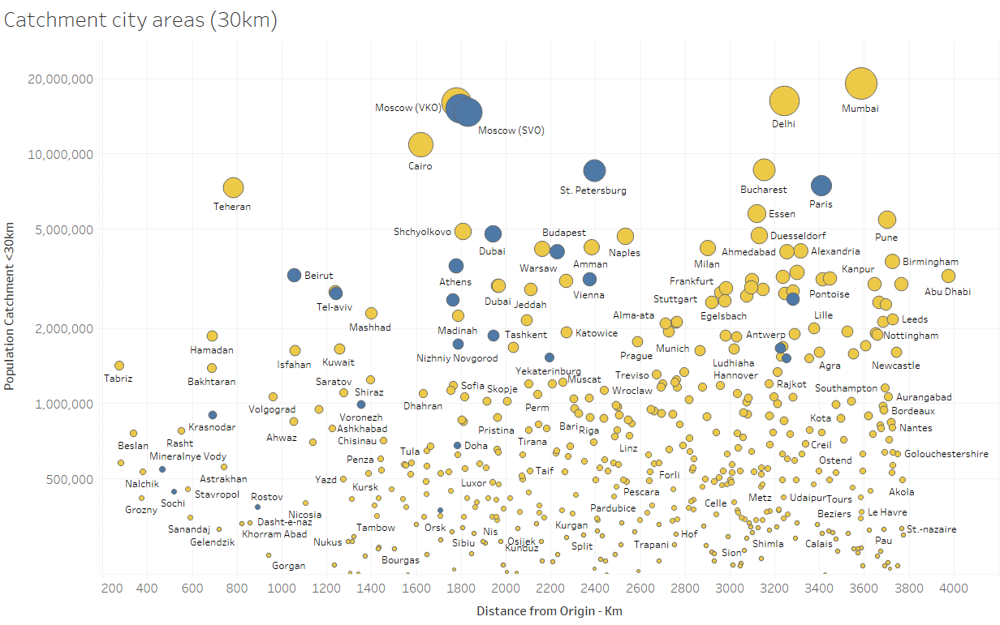 Catchment city areas (30km)
20,000,000
Moscow (VKO)
Mumbai
Delhi
Moscow (SVO)
10,000,000
Cairo
St. Petersburg
Bucharest
Paris
Teheran
Essen
5,000,000
Shchyolkovo
Budapest
Duesseldorf
Pune
Dubai
Naples
Ahmedabad
Alexandria
Warsaw
Amman
Milan
Kanpur
Birmingham
Beirut
Athens
Vienna
Frankfurt
Abu Dhabi
Dubai
Jeddah
Stuttgart
Pontoise
Tel-aviv
Alma-ata
Egelsbach
Lille
Leeds
2,000,000
Mashhad
Madinah
Tashkent
Katowice
Antwerp
Nottingham
Hamadan
Isfahan
Kuwait
Nizhniy Novgorod
Prague
Munich
Ludhiaha
Agra
Newcastle
Tabriz
Bakhtaran
Saratov
Yekaterinburg
Treviso
Hannover
Shiraz
Sofia
Skopje
Muscat
Wroclaw
Rajkot
Southampton
1,000,000
Volgograd
Dhahran
Perm
Aurangabad
Voronezh
Kota
Bordeaux
Krasnodar
Ashkhabad
Pristina
Bari
Riga
Nantes
Ahwaz
Chisinau
Tirana
Beslan
Rasht
Doha
Linz
Creil
Mineralnye Vody
Tula
Golouchestershire
Penza
Ostend
500,000
Nalchik
Astrakhan
Yazd
Luxor
Taif
Forli
Kursk
Pescara
Akola
Sochi
Stavropol
Rostov
Metz
Udaipur
Tours
Grozny
Nicosia
Pardubice
Celle
Beziers
Le Havre
Sanandaj
Dasht-e-naz
Tambow
Orsk
Nis
Kurgan
Hof
St.-nazaire
Gelendzik
Khorram Abad
Nukus
Sibiu
Osijek
Split
Trapani
Shimla
Calais
Pau
Kunduz
Gorgan
Bourgas
Sion
Population Catchment <30km
200 400 600 800 1000 1200 1400 1600 1800 2000 2200 2400 2600 2800 3000 3200 3400 3600 3800 4000
Distance from Origin - Km